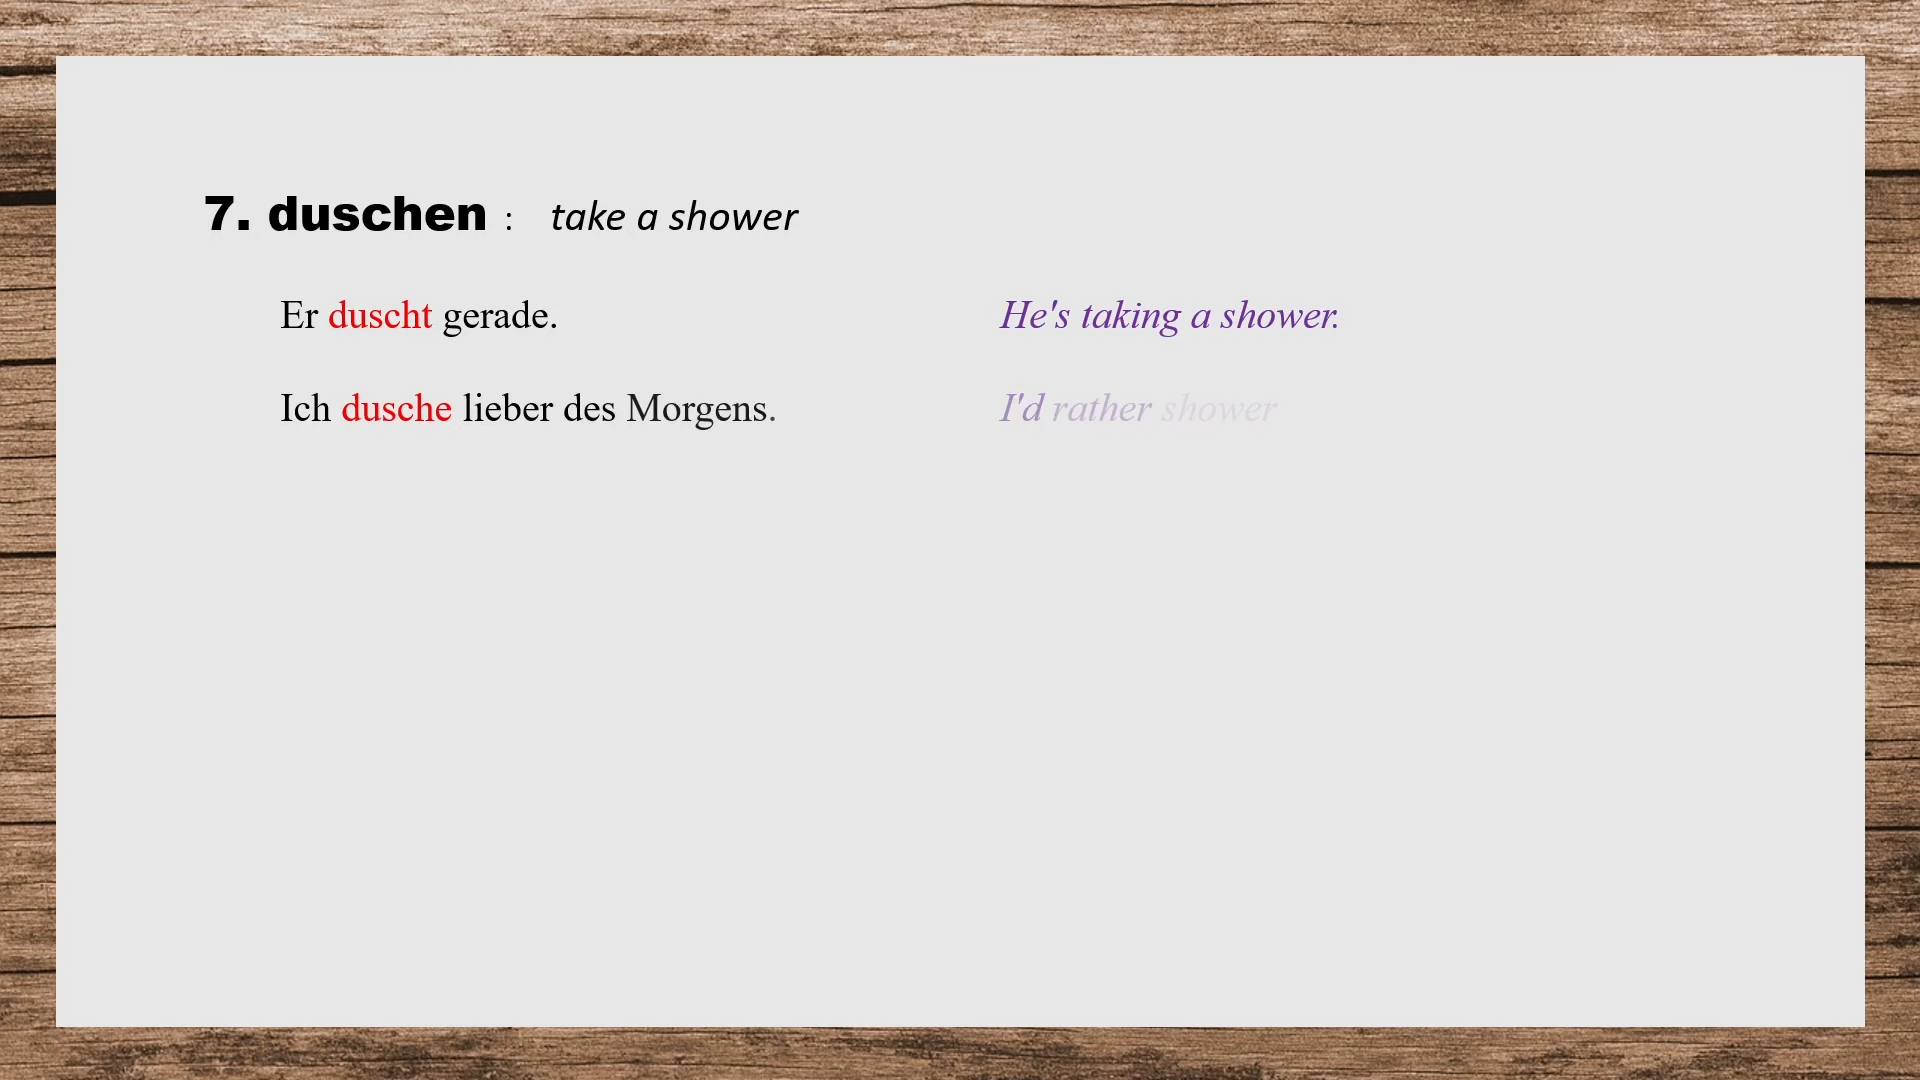 7. duschen : take a shower
Er duscht gerade. He's taking a shower.
Ich dusche lieber des Morgens. I'd rather shower